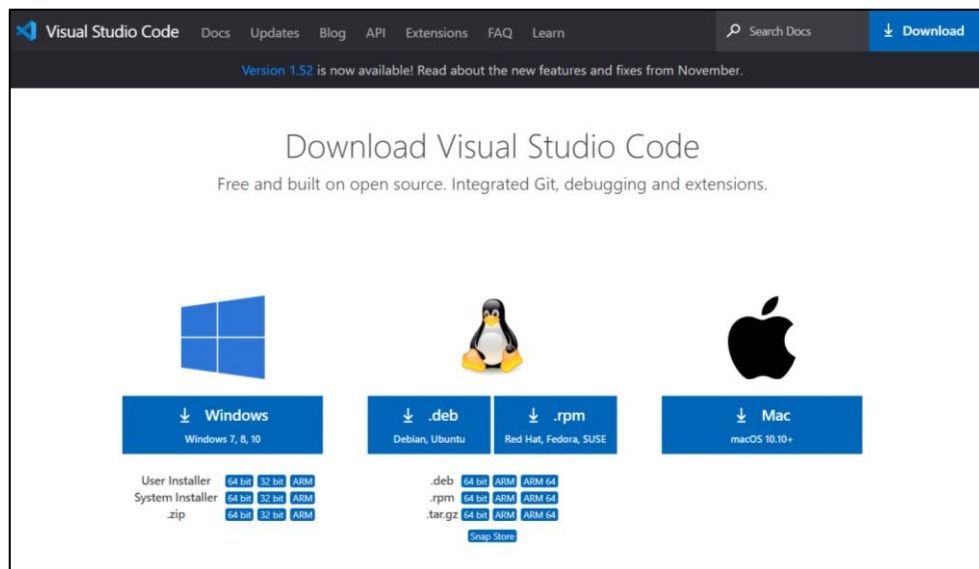 Visual Studio Code Docs Updates Blog API Extensions FAQ Learn Search Docs Download
Version 1.52 is now available! Read about the new features and fixes from November.
Download Visual Studio Code
Free and built on open source. Integrated Git, debugging and extensions.
Windows
Windows 7, 8, 10
.deb
Debian, Ubuntu
.rpm
Red Hat, Fedora, SUSE
Mac
macOS 10.10+
User Installer 64 bit 32 bit ARM
System Installer 64 bit 32 bit ARM
.zip 64 bit 32 bit ARM
.deb 64 bit ARM ARM 64
.rpm 64 bit ARM ARM 64
.tar.gz 64 bit ARM ARM 64
Snap Store